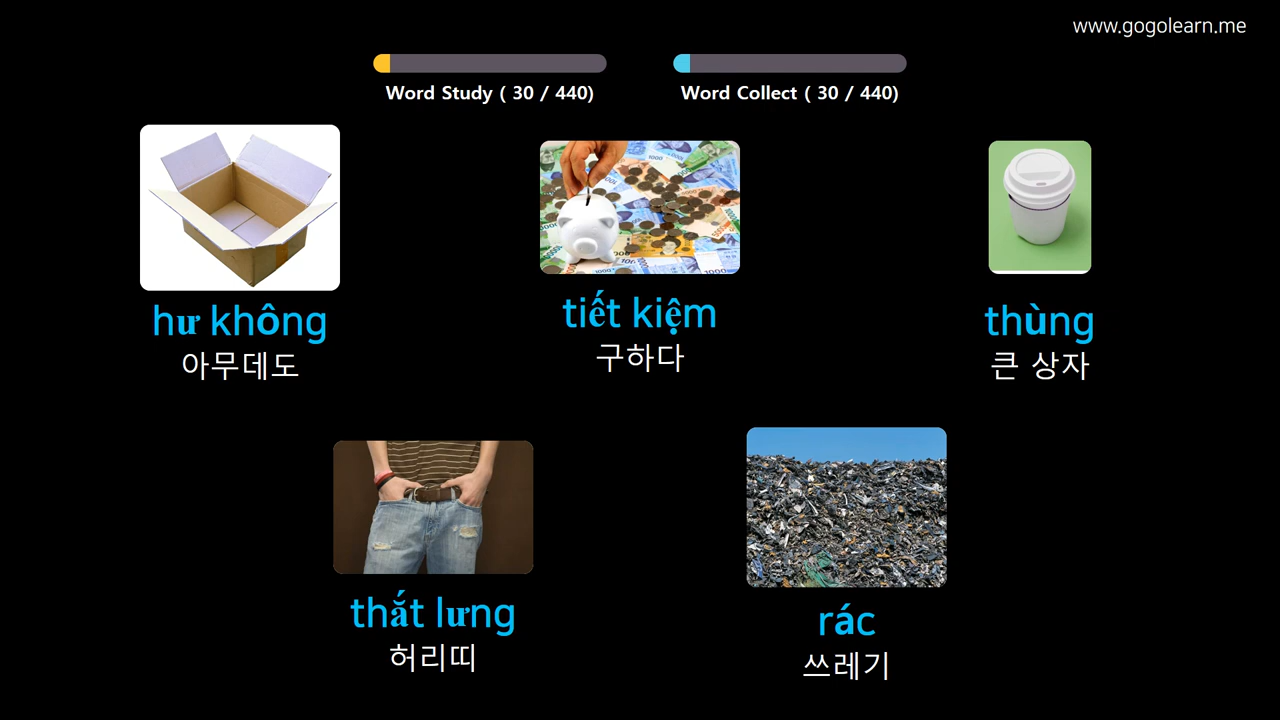 www.gogolearn.me
Word Study ( 30 / 440)
Word Collect ( 30 / 440)
hư không
아무데도
tiết kiệm
구하다
thùng
큰 상자
thắt lưng
허리띠
rác
쓰레기